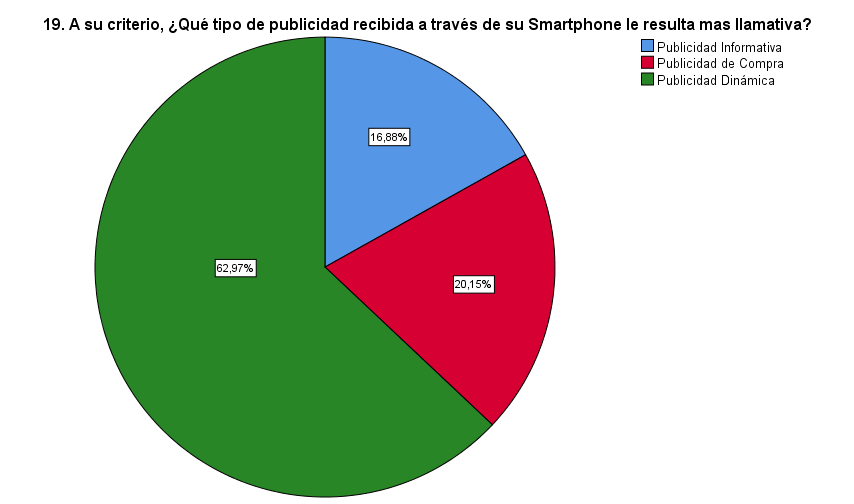 19. A su criterio, ¿Qué tipo de publicidad recibida a través de su Smartphone le resulta mas llamativa?
Publicidad Informativa
Publicidad de Compra
Publicidad Dinámica
16,88%
62,97%
20,15%